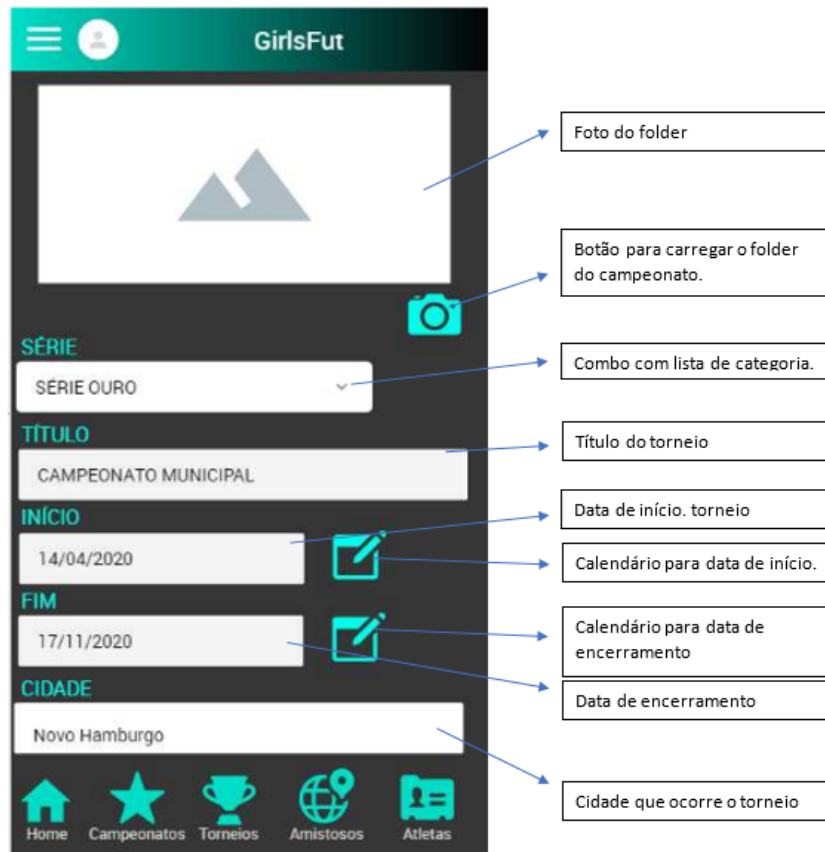 GirlsFut
Foto do folder
Botão para carregar o folder
do campeonato.
SÉRIE
SÉRIE OURO
Combo com lista de categoria.
TÍTULO
Título do torneio
CAMPEONATO MUNICIPAL
INÍCIO
Data de início. torneio
14/04/2020
Calendário para data de início.
FIM
17/11/2020
Calendário para data de
encerramento
CIDADE
Data de encerramento
Novo Hamburgo
Cidade que ocorre o torneio
Home Campeonatos Torneios Amistosos Atletas